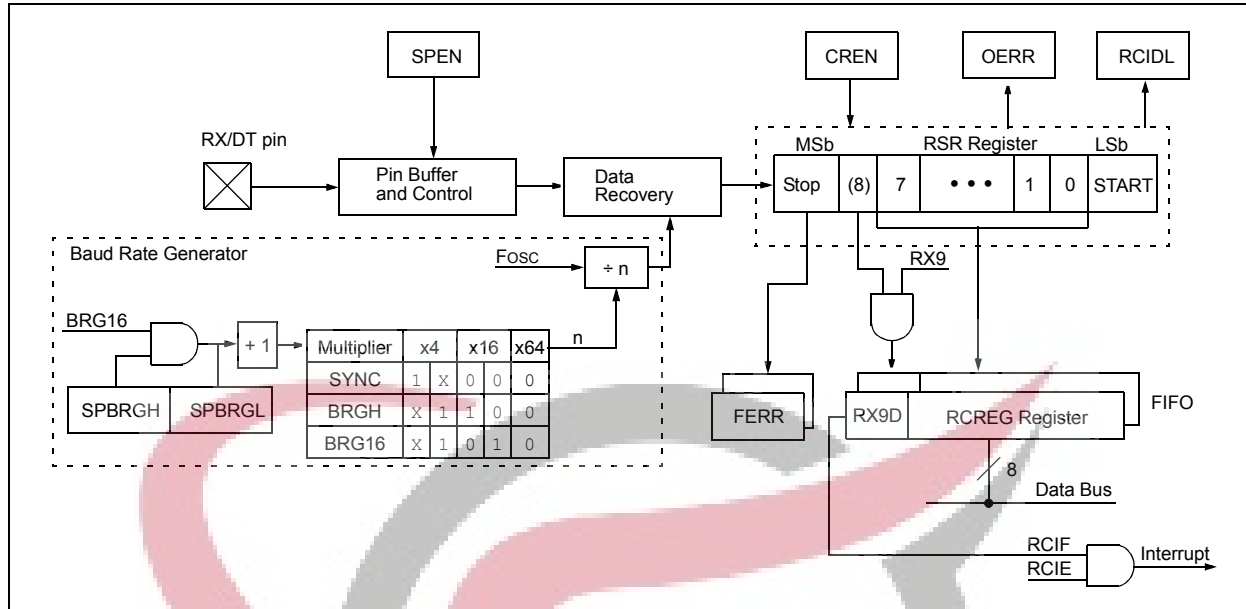 SPEN
CREN
OERR
RCIDL
RX/DT pin
Pin Buffer
and Control
Data
Recovery
MSb
RSR Register
LSb
Stop (8) 7 • • • 1 0 START
Baud Rate Generator
FOSC
÷ n
RX9
BRG16
+ 1
n
Multiplier x4 x16 x64
SYNC 1 X 0 0 0
BRGH X 1 1 0 0
BRG16 X 1 0 1 0
SPBRGH SPBRGL
FERR
RX9D RCREG Register
FIFO
8
Data Bus
RCIF
RCIE
Interrupt